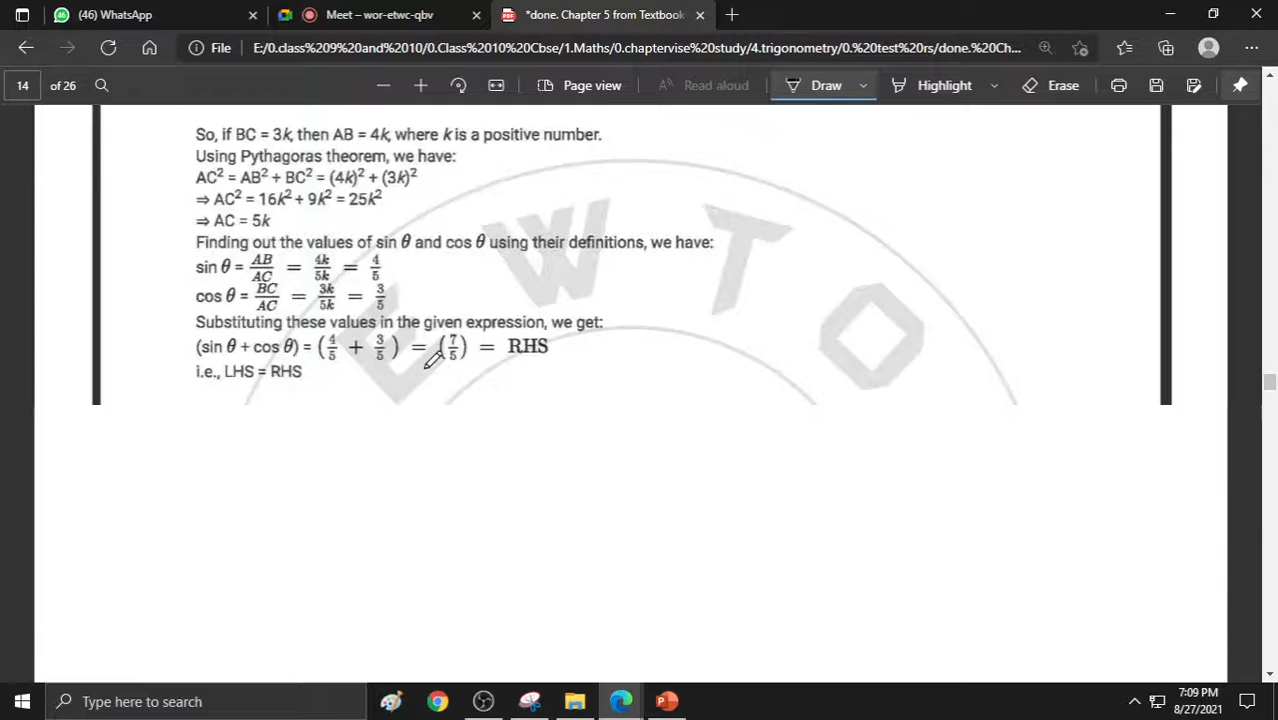 (46) WhatsApp
Meet – wor-etwc-qbv
*done. Chapter 5 from Textbook
File
E:/0.class%209%20and%2010/0.Class%2010%20Cbse/1.Maths/0.chaptervise%20study/4.trigonometry/0.%20test%20rs/done.%20Ch...
14 of 26
Page view
Read aloud
Draw
Highlight
Erase
So, if BC = 3k, then AB = 4k, where k is a positive number.
Using Pythagoras theorem, we have:
AC² = AB² + BC² = (4k)² + (3k)²
⇒ AC² = 16k² + 9k² = 25k²
⇒ AC = 5k
Finding out the values of sin θ and cos θ using their definitions, we have:
sin θ = AB/AC = 4k/5k = 4/5
cos θ = BC/AC = 3k/5k = 3/5
Substituting these values in the given expression, we get:
(sin θ + cos θ) = (4/5 + 3/5) = (7/5) = RHS
i.e., LHS = RHS
E W T O
Type here to search
7:09 PM
8/27/2021